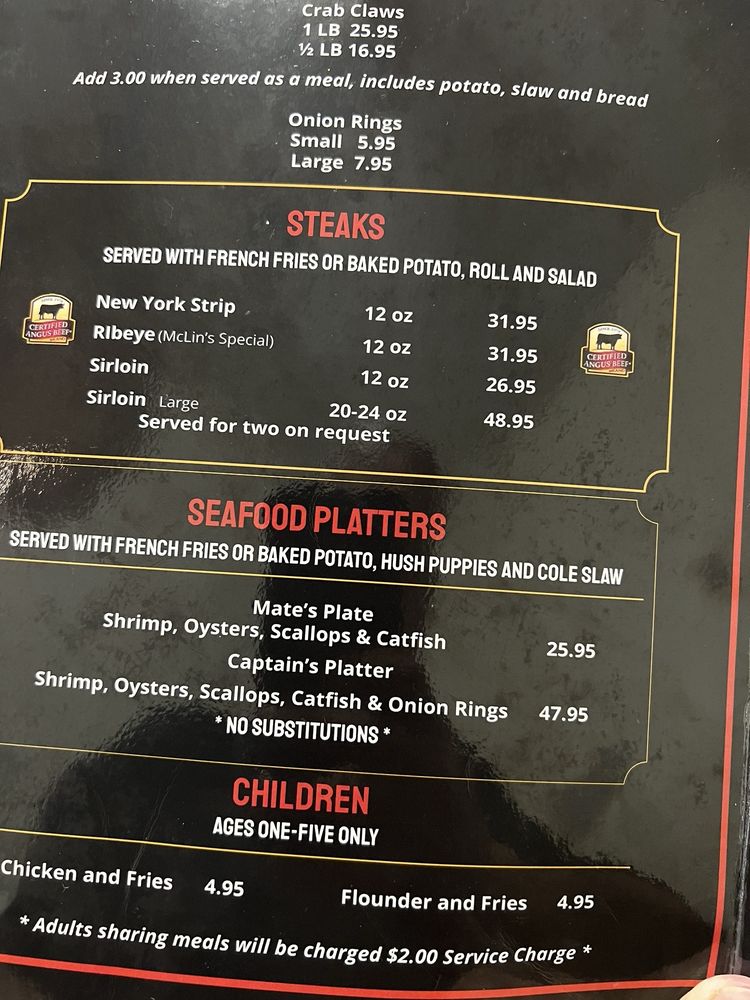 Crab Claws
1 LB 25.95
½ LB 16.95
Add 3.00 when served as a meal, includes potato, slaw and bread
Onion Rings
Small 5.95
Large 7.95
STEAKS
SERVED WITH FRENCH FRIES OR BAKED POTATO, ROLL AND SALAD
New York Strip 12 oz 31.95
RIbeye (McLin's Special) 12 oz 31.95
Sirloin 12 oz 26.95
Sirloin Large 20-24 oz 48.95
Served for two on request
CERTIFIED
ANGUS BEEF
CERTIFIED
ANGUS BEEF
SEAFOOD PLATTERS
SERVED WITH FRENCH FRIES OR BAKED POTATO, HUSH PUPPIES AND COLE SLAW
Mate's Plate
Shrimp, Oysters, Scallops & Catfish 25.95
Captain's Platter
Shrimp, Oysters, Scallops, Catfish & Onion Rings 47.95
* NO SUBSTITUTIONS *
CHILDREN
AGES ONE-FIVE ONLY
Chicken and Fries 4.95 Flounder and Fries 4.95
* Adults sharing meals will be charged $2.00 Service Charge *